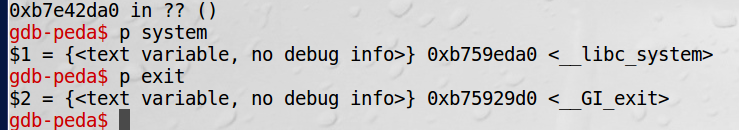 0xb7e42da0 in ?? ()
gdb-peda$ p system
$1 = {<text variable, no debug info>} 0xb759eda0 <__libc_system>
gdb-peda$ p exit
$2 = {<text variable, no debug info>} 0xb75929d0 <__GI_exit>
gdb-peda$